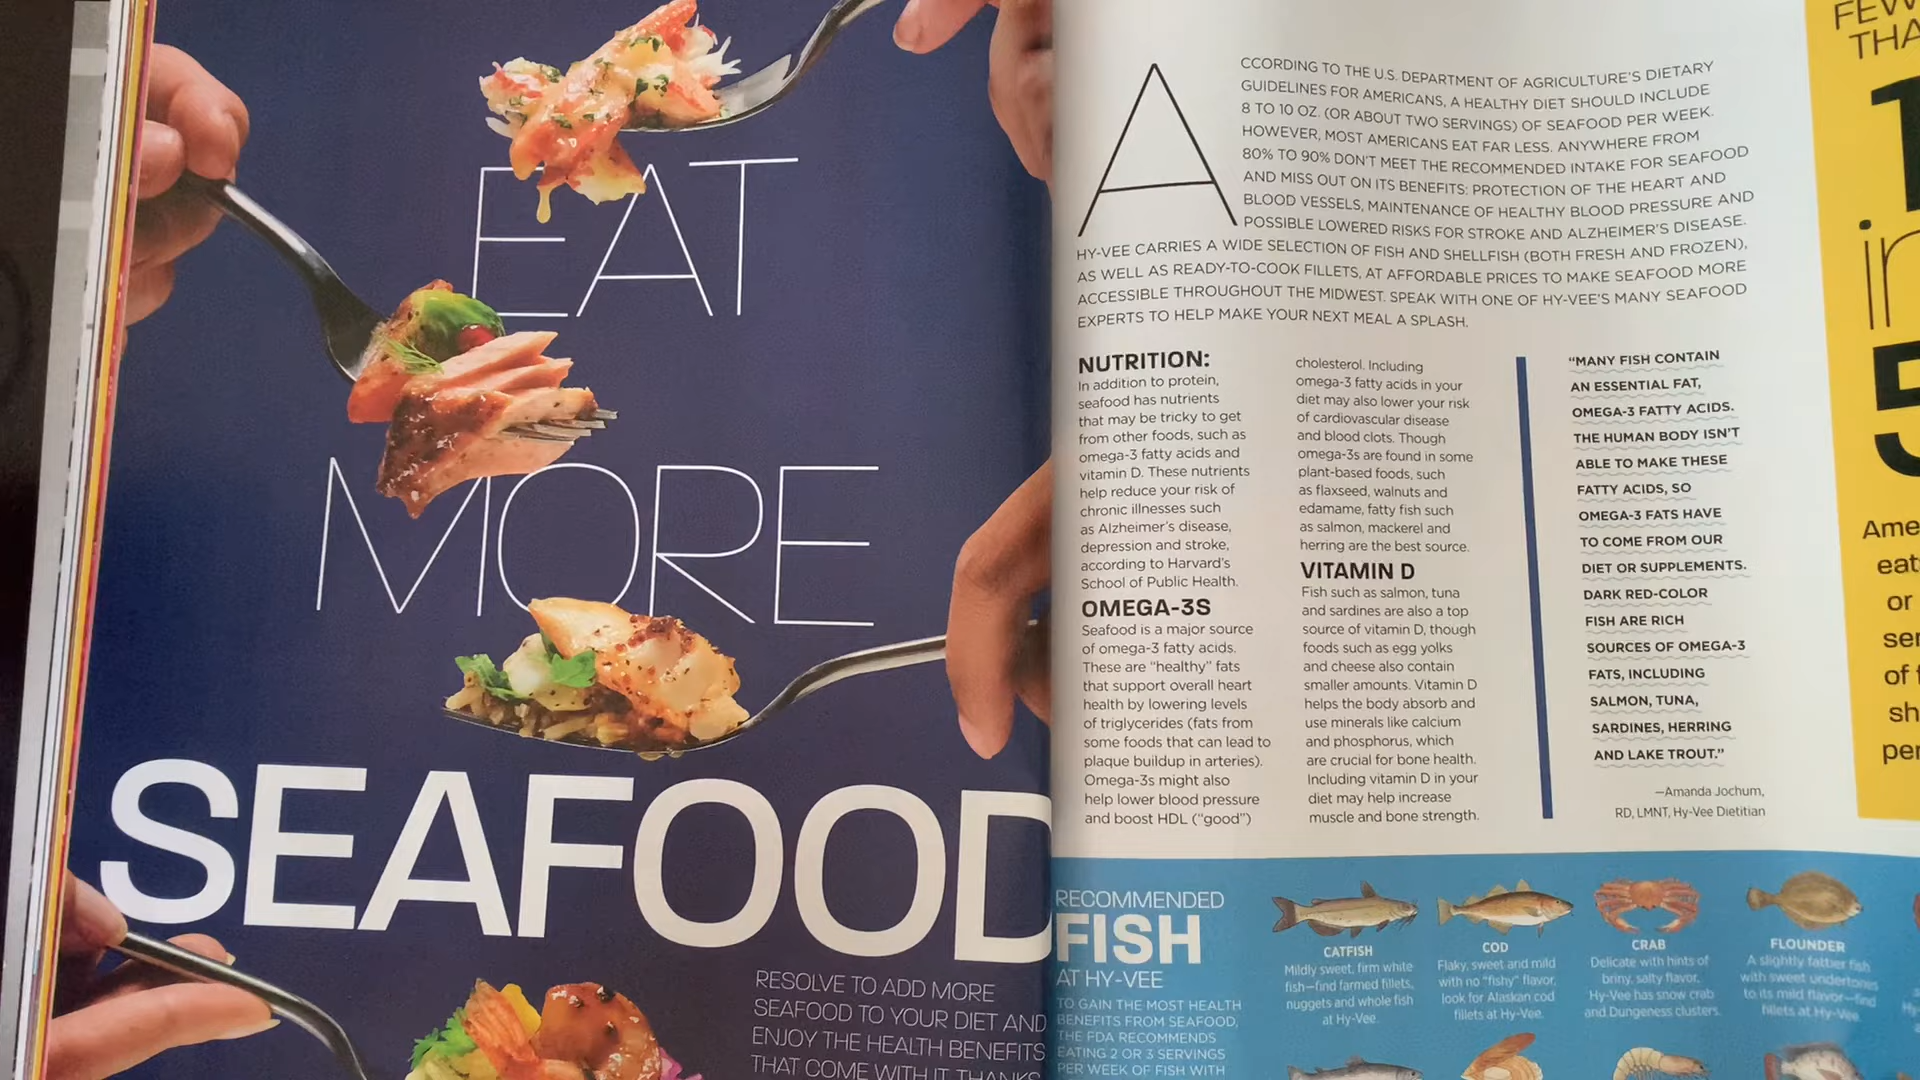 EAT
MORE
SEAFOOD
RESOLVE TO ADD MORE
SEAFOOD TO YOUR DIET AND
ENJOY THE HEALTH BENEFITS
THAT COME WITH IT. THANKS
ACCORDING TO THE U.S. DEPARTMENT OF AGRICULTURE'S DIETARY
GUIDELINES FOR AMERICANS, A HEALTHY DIET SHOULD INCLUDE
8 TO 10 OZ. (OR ABOUT TWO SERVINGS) OF SEAFOOD PER WEEK.
HOWEVER, MOST AMERICANS EAT FAR LESS. ANYWHERE FROM
80% TO 90% DON'T MEET THE RECOMMENDED INTAKE FOR SEAFOOD
AND MISS OUT ON ITS BENEFITS: PROTECTION OF THE HEART AND
BLOOD VESSELS, MAINTENANCE OF HEALTHY BLOOD PRESSURE AND
POSSIBLE LOWERED RISKS FOR STROKE AND ALZHEIMER'S DISEASE.
HY-VEE CARRIES A WIDE SELECTION OF FISH AND SHELLFISH (BOTH FRESH AND FROZEN),
AS WELL AS READY-TO-COOK FILLETS, AT AFFORDABLE PRICES TO MAKE SEAFOOD MORE
ACCESSIBLE THROUGHOUT THE MIDWEST. SPEAK WITH ONE OF HY-VEE'S MANY SEAFOOD
EXPERTS TO HELP MAKE YOUR NEXT MEAL A SPLASH.
NUTRITION:
In addition to protein,
seafood has nutrients
that may be tricky to get
from other foods, such as
omega-3 fatty acids and
vitamin D. These nutrients
help reduce your risk of
chronic illnesses such
as Alzheimer's disease,
depression and stroke,
according to Harvard's
School of Public Health.
OMEGA-3S
Seafood is a major source
of omega-3 fatty acids.
These are "healthy" fats
that support overall heart
health by lowering levels
of triglycerides (fats from
some foods that can lead to
plaque buildup in arteries).
Omega-3s might also
help lower blood pressure
and boost HDL ("good")
cholesterol. Including
omega-3 fatty acids in your
diet may also lower your risk
of cardiovascular disease
and blood clots. Though
omega-3s are found in some
plant-based foods, such
as flaxseed, walnuts and
edamame, fatty fish such
as salmon, mackerel and
herring are the best source.
VITAMIN D
Fish such as salmon, tuna
and sardines are also a top
source of vitamin D, though
foods such as egg yolks
and cheese also contain
smaller amounts. Vitamin D
helps the body absorb and
use minerals like calcium
and phosphorus, which
are crucial for bone health.
Including vitamin D in your
diet may help increase
muscle and bone strength.
"MANY FISH CONTAIN
AN ESSENTIAL FAT,
OMEGA-3 FATTY ACIDS.
THE HUMAN BODY ISN'T
ABLE TO MAKE THESE
FATTY ACIDS, SO
OMEGA-3 FATS HAVE
TO COME FROM OUR
DIET OR SUPPLEMENTS.
DARK RED-COLOR
FISH ARE RICH
SOURCES OF OMEGA-3
FATS, INCLUDING
SALMON, TUNA,
SARDINES, HERRING
AND LAKE TROUT."
—Amanda Jochum,
RD, LMNT, Hy-Vee Dietitian
FEW
THA
1
in
5
Ame
eat
or
ser
of f
sh
per
RECOMMENDED
FISH
AT HY-VEE
TO GAIN THE MOST HEALTH
BENEFITS FROM SEAFOOD,
THE FDA RECOMMENDS
EATING 2 OR 3 SERVINGS
PER WEEK OF FISH WITH
CATFISH
Mildly sweet, firm white
fish—find farmed fillets,
nuggets and whole fish
at Hy-Vee.
COD
Flaky, sweet and mild
with no "fishy" flavor,
look for Alaskan cod
fillets at Hy-Vee.
CRAB
Delicate with hints of
briny, salty flavor,
Hy-Vee has snow crab
and Dungeness clusters.
FLOUNDER
A slightly fattier fish
with sweet undertones
to its mild flavor—find
fillets at Hy-Vee.